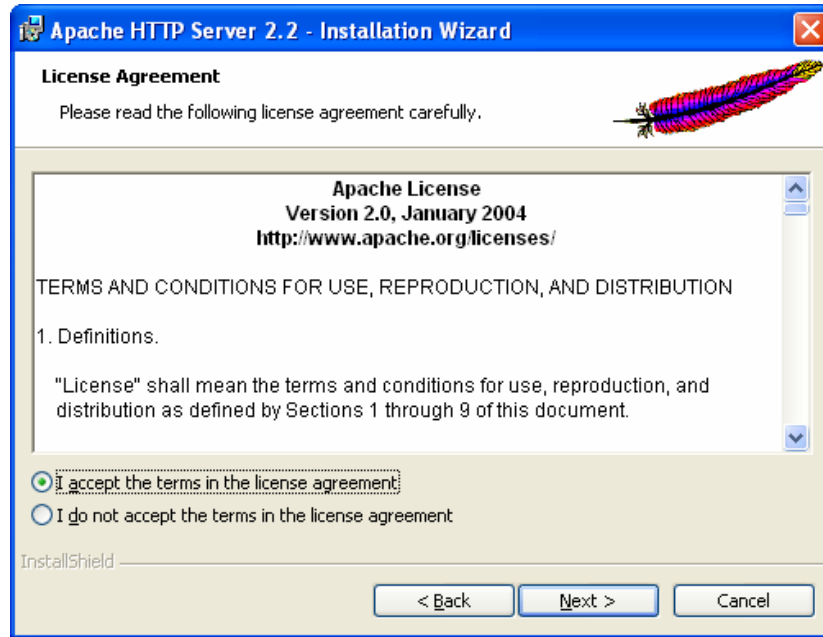 Apache HTTP Server 2.2 - Installation Wizard
License Agreement
Please read the following license agreement carefully.
Apache License
Version 2.0, January 2004
http://www.apache.org/licenses/
TERMS AND CONDITIONS FOR USE, REPRODUCTION, AND DISTRIBUTION
1. Definitions.
"License" shall mean the terms and conditions for use, reproduction, and
distribution as defined by Sections 1 through 9 of this document.
I accept the terms in the license agreement
I do not accept the terms in the license agreement
InstallShield
< Back Next > Cancel